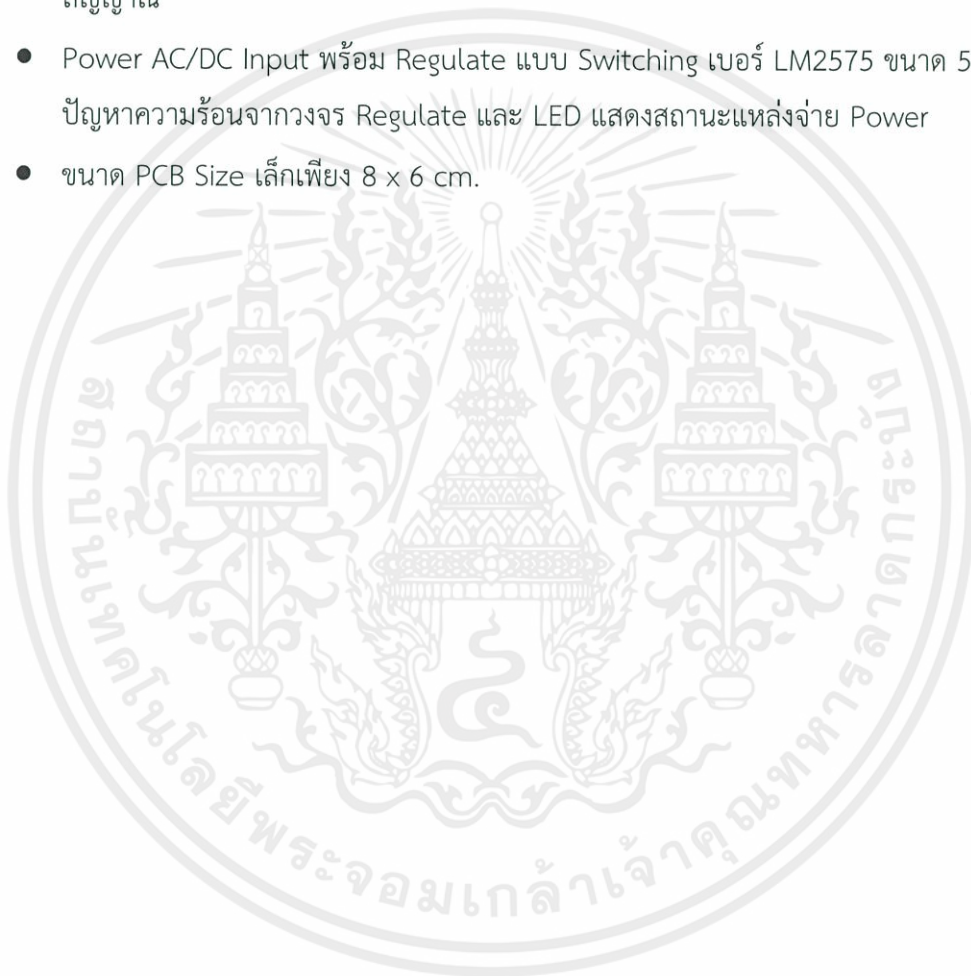 ● Power AC/DC Input พร้อม Regulate แบบ Switching เบอร์ LM2575 ขนาด 5
ปัญหาความร้อนจากวงจร Regulate และ LED แสดงสถานะแหล่งจ่าย Power
● ขนาด PCB Size เล็กเพียง 8 x 6 cm.
สถาบันเทคโนโลยีพระจอมเกล้าเจ้าคุณทหารลาดกระบัง